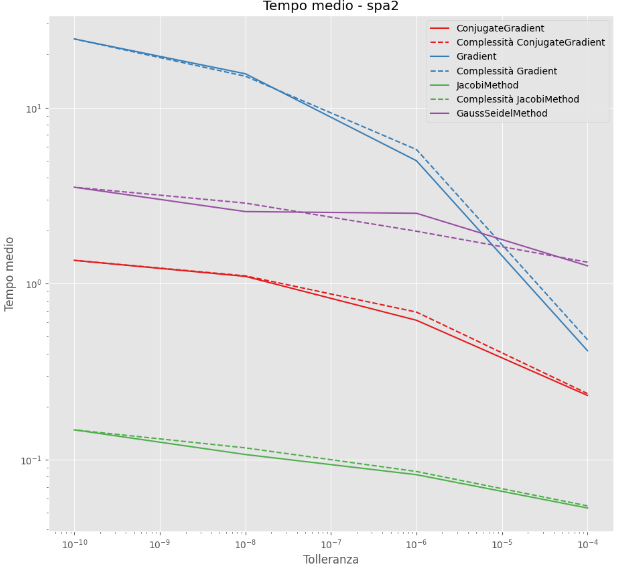 Tempo medio - spa2
ConjugateGradient
Complessità ConjugateGradient
Gradient
Complessità Gradient
JacobiMethod
Complessità JacobiMethod
GaussSeidelMethod
Tempo medio
10¹
10⁰
10⁻¹
10⁻¹⁰ 10⁻⁹ 10⁻⁸ 10⁻⁷ 10⁻⁶ 10⁻⁵ 10⁻⁴
Tolleranza